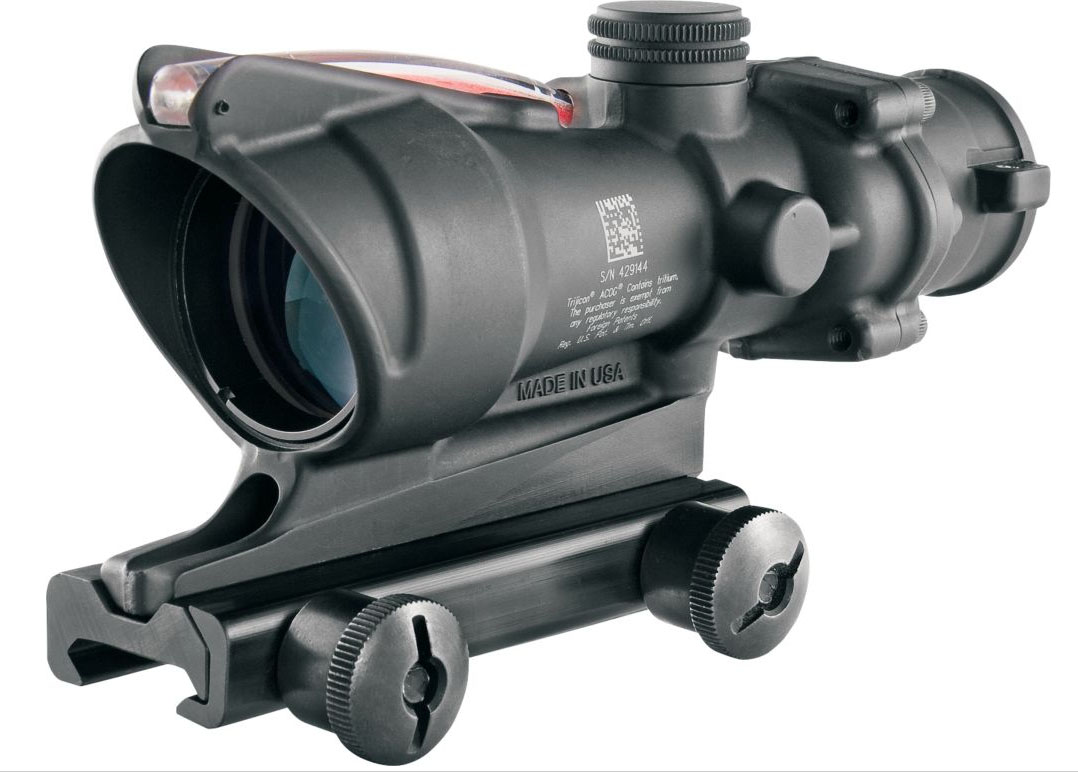 S/N 429144
Trijicon® ACOG® Contains tritium.
The purchaser is exempt from
any regulatory responsibility.
Foreign Patents
Reg. U.S. Pat. & Tm. Off.
MADE IN USA